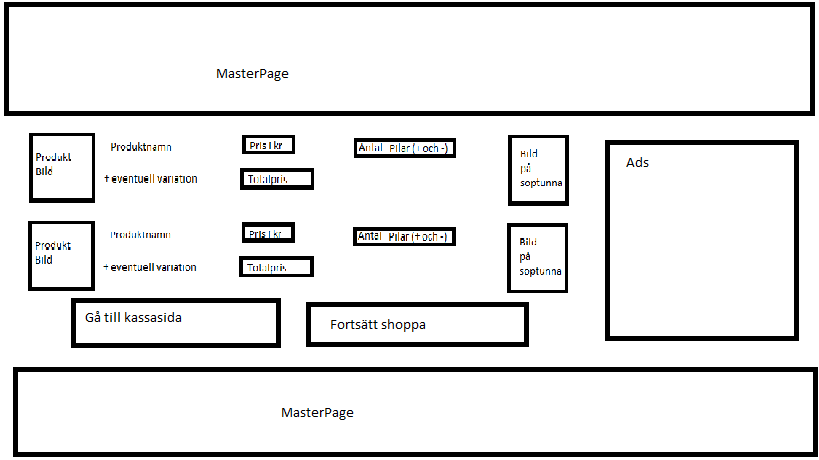 MasterPage
Produkt
Bild
Produktnamn
+ eventuell variation
Pris i kr
Totalpris
Antal Pilar (+ och -)
Bild
på
soptunna
Produkt
Bild
Produktnamn
+ eventuell variation
Pris i kr
Totalpris
Antal Pilar (+ och -)
Bild
på
soptunna
Ads
Gå till kassasida
Fortsätt shoppa
MasterPage